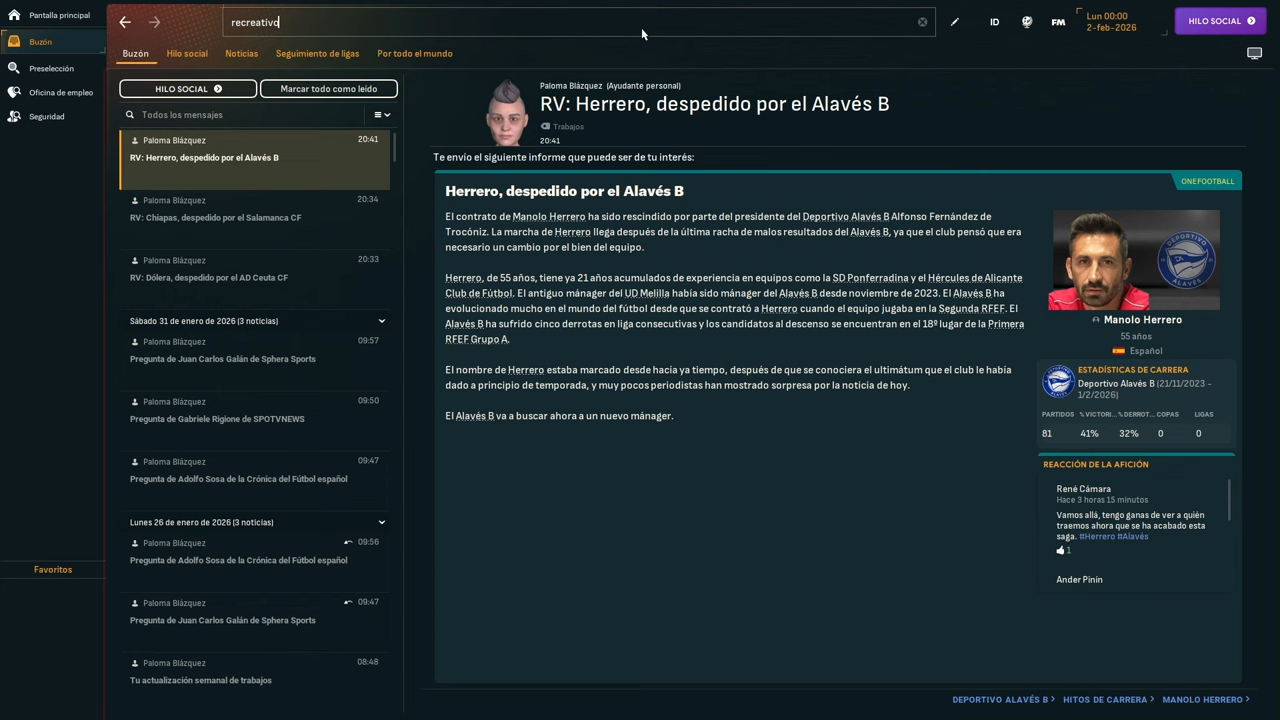 Pantalla principal
Buzón
Preselección
Oficina de empleo
Seguridad
Favoritos
recreativo
ID
FM
Lun 00:00
2-feb-2026
HILO SOCIAL
Buzón
Hilo social
Noticias
Seguimiento de ligas
Por todo el mundo
HILO SOCIAL
Marcar todo como leído
Todos los mensajes
Paloma Blázquez 20:41
RV: Herrero, despedido por el Alavés B
Paloma Blázquez 20:34
RV: Chiapas, despedido por el Salamanca CF
Paloma Blázquez 20:33
RV: Dólera, despedido por el AD Ceuta CF
Sábado 31 de enero de 2026 (3 noticias)
Paloma Blázquez 09:57
Pregunta de Juan Carlos Galán de Sphera Sports
Paloma Blázquez 09:50
Pregunta de Gabriele Rigione de SPOTVNEWS
Paloma Blázquez 09:47
Pregunta de Adolfo Sosa de la Crónica del Fútbol español
Lunes 26 de enero de 2026 (3 noticias)
Paloma Blázquez 09:56
Pregunta de Adolfo Sosa de la Crónica del Fútbol español
Paloma Blázquez 09:47
Pregunta de Juan Carlos Galán de Sphera Sports
Paloma Blázquez 08:48
Tu actualización semanal de trabajos
Paloma Blázquez (Ayudante personal)
RV: Herrero, despedido por el Alavés B
Trabajos
20:41
Te envío el siguiente informe que puede ser de tu interés:
ONEFOOTBALL
Herrero, despedido por el Alavés B
El contrato de Manolo Herrero ha sido rescindido por parte del presidente del Deportivo Alavés B Alfonso Fernández de
Trocóniz. La marcha de Herrero llega después de la última racha de malos resultados del Alavés B, ya que el club pensó que era
necesario un cambio por el bien del equipo.
Herrero, de 55 años, tiene ya 21 años acumulados de experiencia en equipos como la SD Ponferradina y el Hércules de Alicante
Club de Fútbol. El antiguo mánager del UD Melilla había sido mánager del Alavés B desde noviembre de 2023. El Alavés B ha
evolucionado mucho en el mundo del fútbol desde que se contrató a Herrero cuando el equipo jugaba en la Segunda RFEF. El
Alavés B ha sufrido cinco derrotas en liga consecutivas y los candidatos al descenso se encuentran en el 18º lugar de la Primera
RFEF Grupo A.
El nombre de Herrero estaba marcado desde hacía ya tiempo, después de que se conociera el ultimátum que el club le había
dado a principio de temporada, y muy pocos periodistas han mostrado sorpresa por la noticia de hoy.
El Alavés B va a buscar ahora a un nuevo mánager.
Manolo Herrero
55 años
Español
ESTADÍSTICAS DE CARRERA
Deportivo Alavés B (21/11/2023 -
1/2/2026)
PARTIDOS % VICTORI... % DERROT... COPAS LIGAS
81 41% 32% 0 0
REACCIÓN DE LA AFICIÓN
René Cámara
Hace 3 horas 15 minutos
Vamos allá, tengo ganas de ver a quién
traemos ahora que se ha acabado esta
saga. #Herrero #Alavés
1
Ander Pinin
DEPORTIVO ALAVÉS B
HITOS DE CARRERA
MANOLO HERRERO